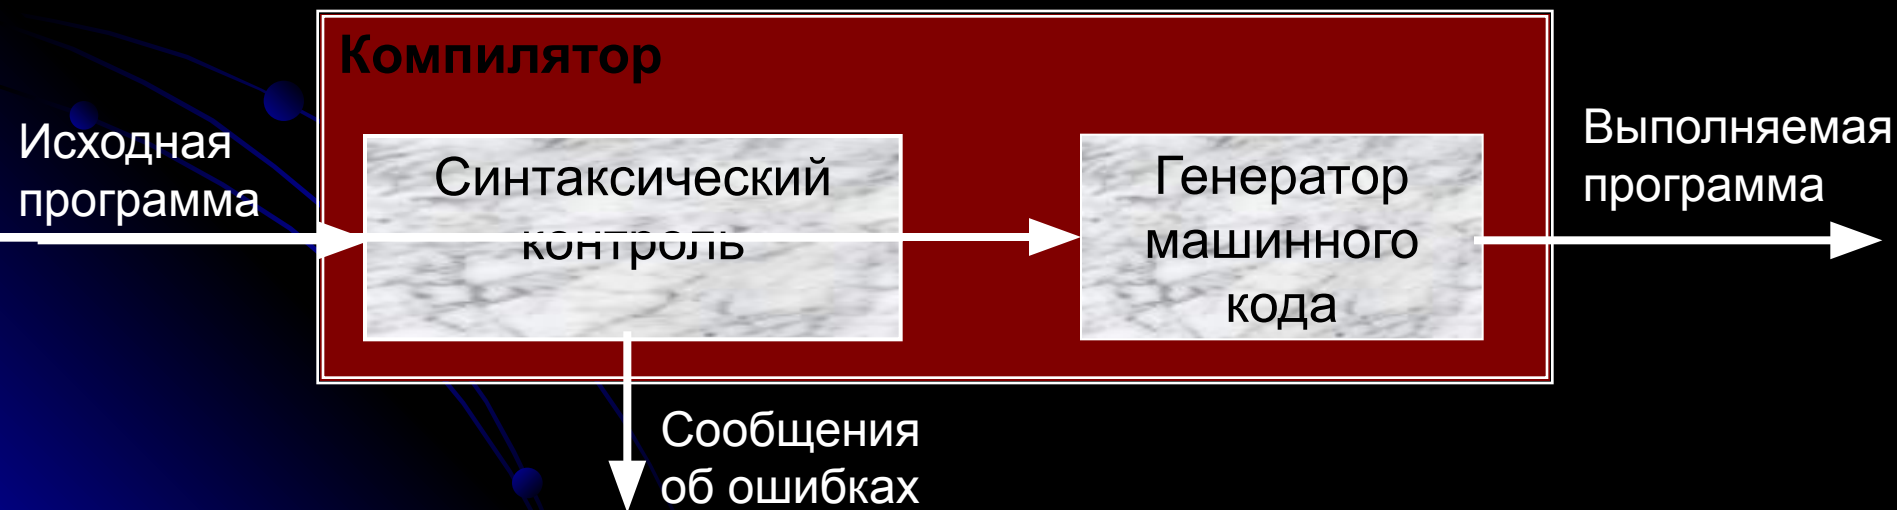 Компилятор
Исходная
программа
Синтаксический
контроль
Генератор
машинного
кода
Выполняемая
программа
Сообщения
об ошибках